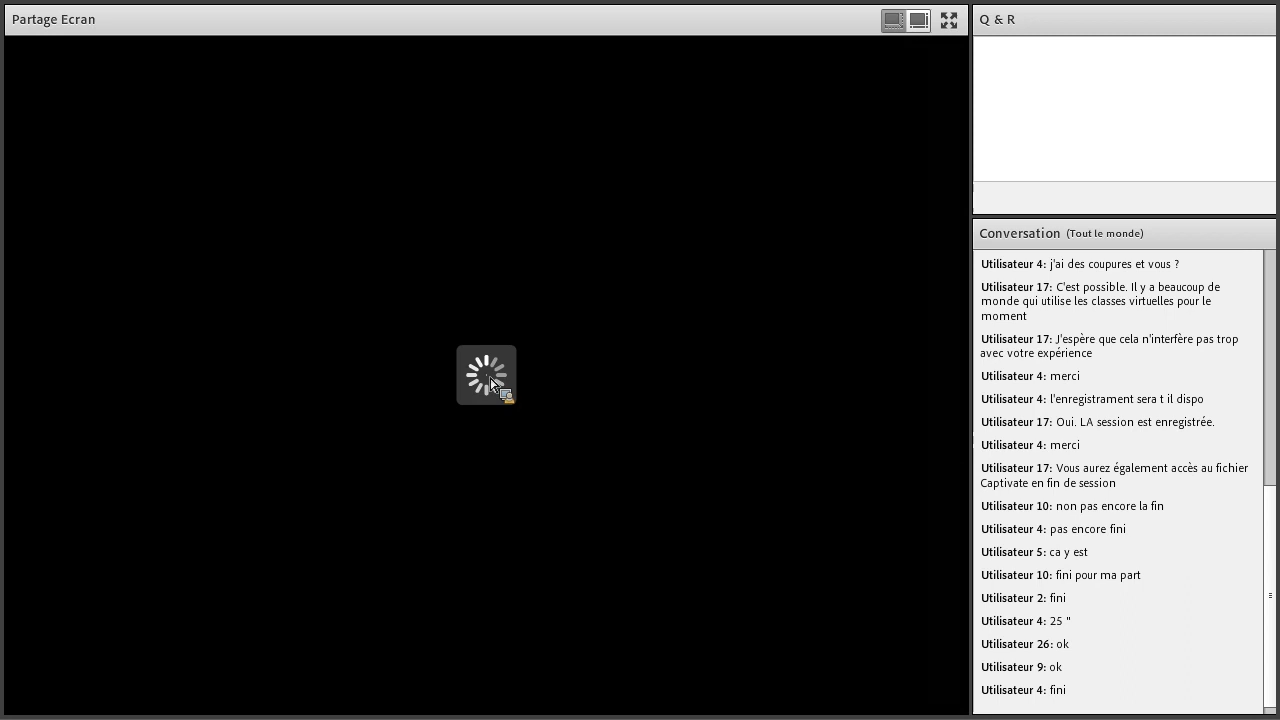 Partage Ecran
Q & R
Conversation (Tout le monde)
Utilisateur 4: j'ai des coupures et vous ?
Utilisateur 17: C'est possible. Il y a beaucoup de
monde qui utilise les classes virtuelles pour le
moment
Utilisateur 17: J'espère que cela n'interfère pas trop
avec votre expérience
Utilisateur 4: merci
Utilisateur 4: l'enregistrament sera t il dispo
Utilisateur 17: Oui. LA session est enregistrée.
Utilisateur 4: merci
Utilisateur 17: Vous aurez également accès au fichier
Captivate en fin de session
Utilisateur 10: non pas encore la fin
Utilisateur 4: pas encore fini
Utilisateur 5: ca y est
Utilisateur 10: fini pour ma part
Utilisateur 2: fini
Utilisateur 4: 25 "
Utilisateur 26: ok
Utilisateur 9: ok
Utilisateur 4: fini